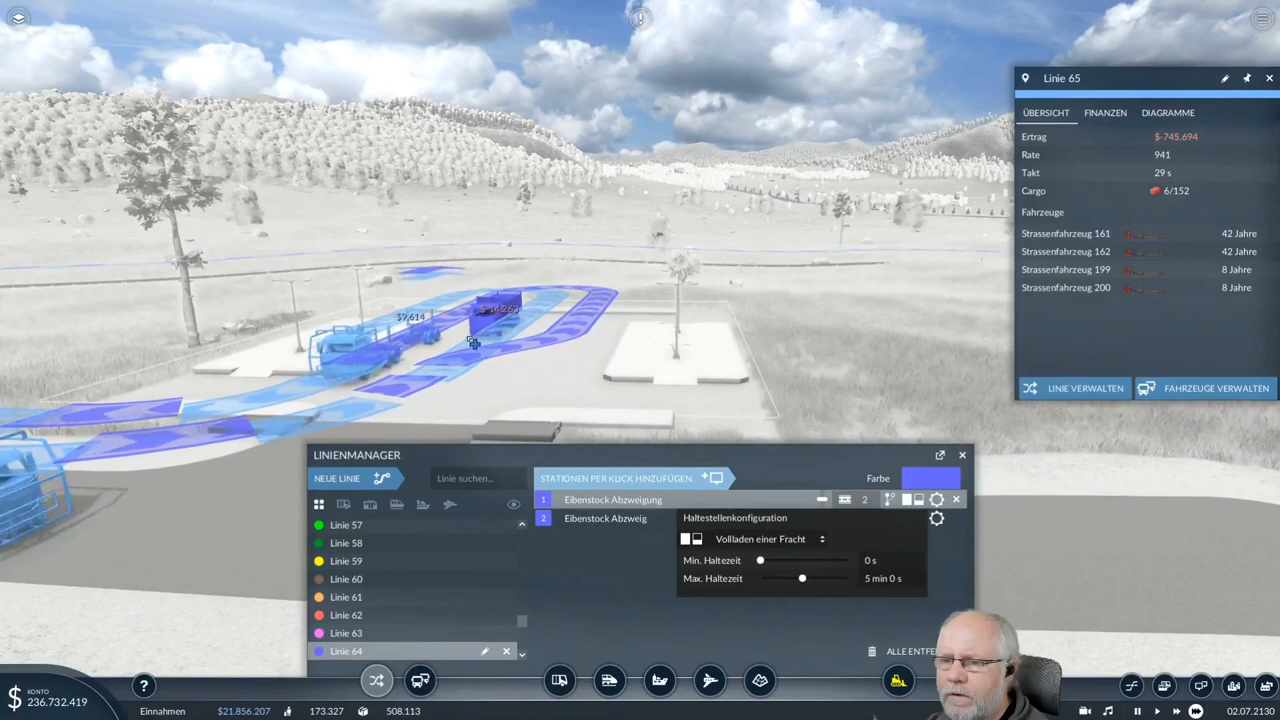 Linie 65
ÜBERSICHT FINANZEN DIAGRAMME
Ertrag $-745.694
Rate 941
Takt 29 s
Cargo 6/152
Fahrzeuge
Strassenfahrzeug 161 42 Jahre
Strassenfahrzeug 162 42 Jahre
Strassenfahrzeug 199 8 Jahre
Strassenfahrzeug 200 8 Jahre
LINIE VERWALTEN FAHRZEUGE VERWALTEN
$9,614
LINIENMANAGER
NEUE LINIE Linie suchen... STATIONEN PER KLICK HINZUFÜGEN Farbe
1 Eibenstock Abzweigung 2
2 Eibenstock Abzweig
Haltestellenkonfiguration
Vollladen einer Fracht
Min. Haltezeit 0 s
Max. Haltezeit 5 min 0 s
Linie 57
Linie 58
Linie 59
Linie 60
Linie 61
Linie 62
Linie 63
Linie 64
ALLE ENTFE
?
$ KONTO
236.732.419
Einnahmen $21.856.207 173.327 508.113
02.07.2130